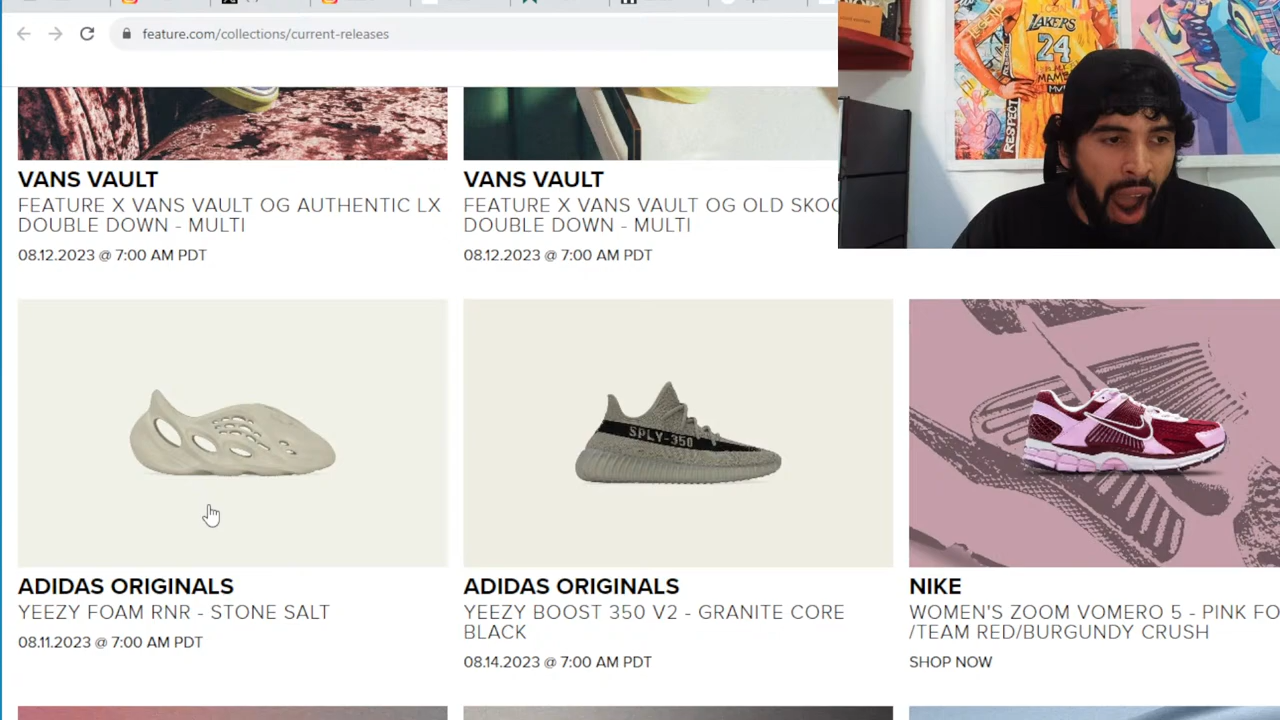 feature.com/collections/current-releases
LAKERS
24
MVP
RESPECT
VANS VAULT
FEATURE X VANS VAULT OG AUTHENTIC LX
DOUBLE DOWN - MULTI
08.12.2023 @ 7:00 AM PDT
VANS VAULT
FEATURE X VANS VAULT OG OLD
DOUBLE DOWN - MULTI
08.12.2023 @ 7:00 AM PDT
SPLY-350
ADIDAS ORIGINALS
YEEZY FOAM RNR - STONE SALT
08.11.2023 @ 7:00 AM PDT
ADIDAS ORIGINALS
YEEZY BOOST 350 V2 - GRANITE CORE
BLACK
08.14.2023 @ 7:00 AM PDT
NIKE
WOMEN'S ZOOM VOMERO 5 - PINK
/TEAM RED/BURGUNDY CRUSH
SHOP NOW